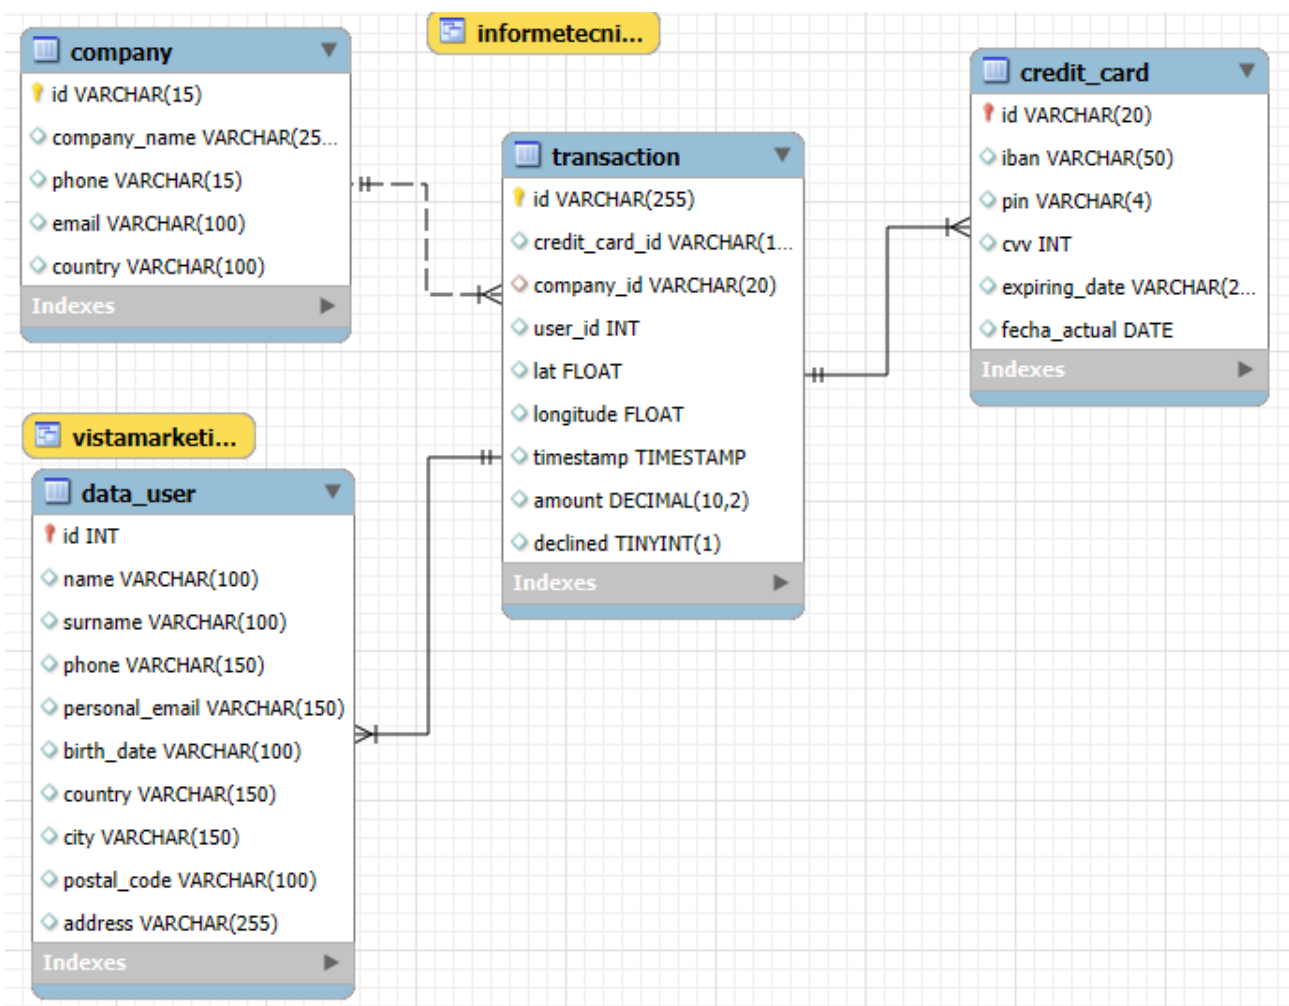 informetecni...
company
id VARCHAR(15)
company_name VARCHAR(25...
phone VARCHAR(15)
email VARCHAR(100)
country VARCHAR(100)
Indexes
transaction
id VARCHAR(255)
credit_card_id VARCHAR(1...
company_id VARCHAR(20)
user_id INT
lat FLOAT
longitude FLOAT
timestamp TIMESTAMP
amount DECIMAL(10,2)
declined TINYINT(1)
Indexes
credit_card
id VARCHAR(20)
iban VARCHAR(50)
pin VARCHAR(4)
cvv INT
expiring_date VARCHAR(2...
fecha_actual DATE
Indexes
vistamarketi...
data_user
id INT
name VARCHAR(100)
surname VARCHAR(100)
phone VARCHAR(150)
personal_email VARCHAR(150)
birth_date VARCHAR(100)
country VARCHAR(150)
city VARCHAR(150)
postal_code VARCHAR(100)
address VARCHAR(255)
Indexes